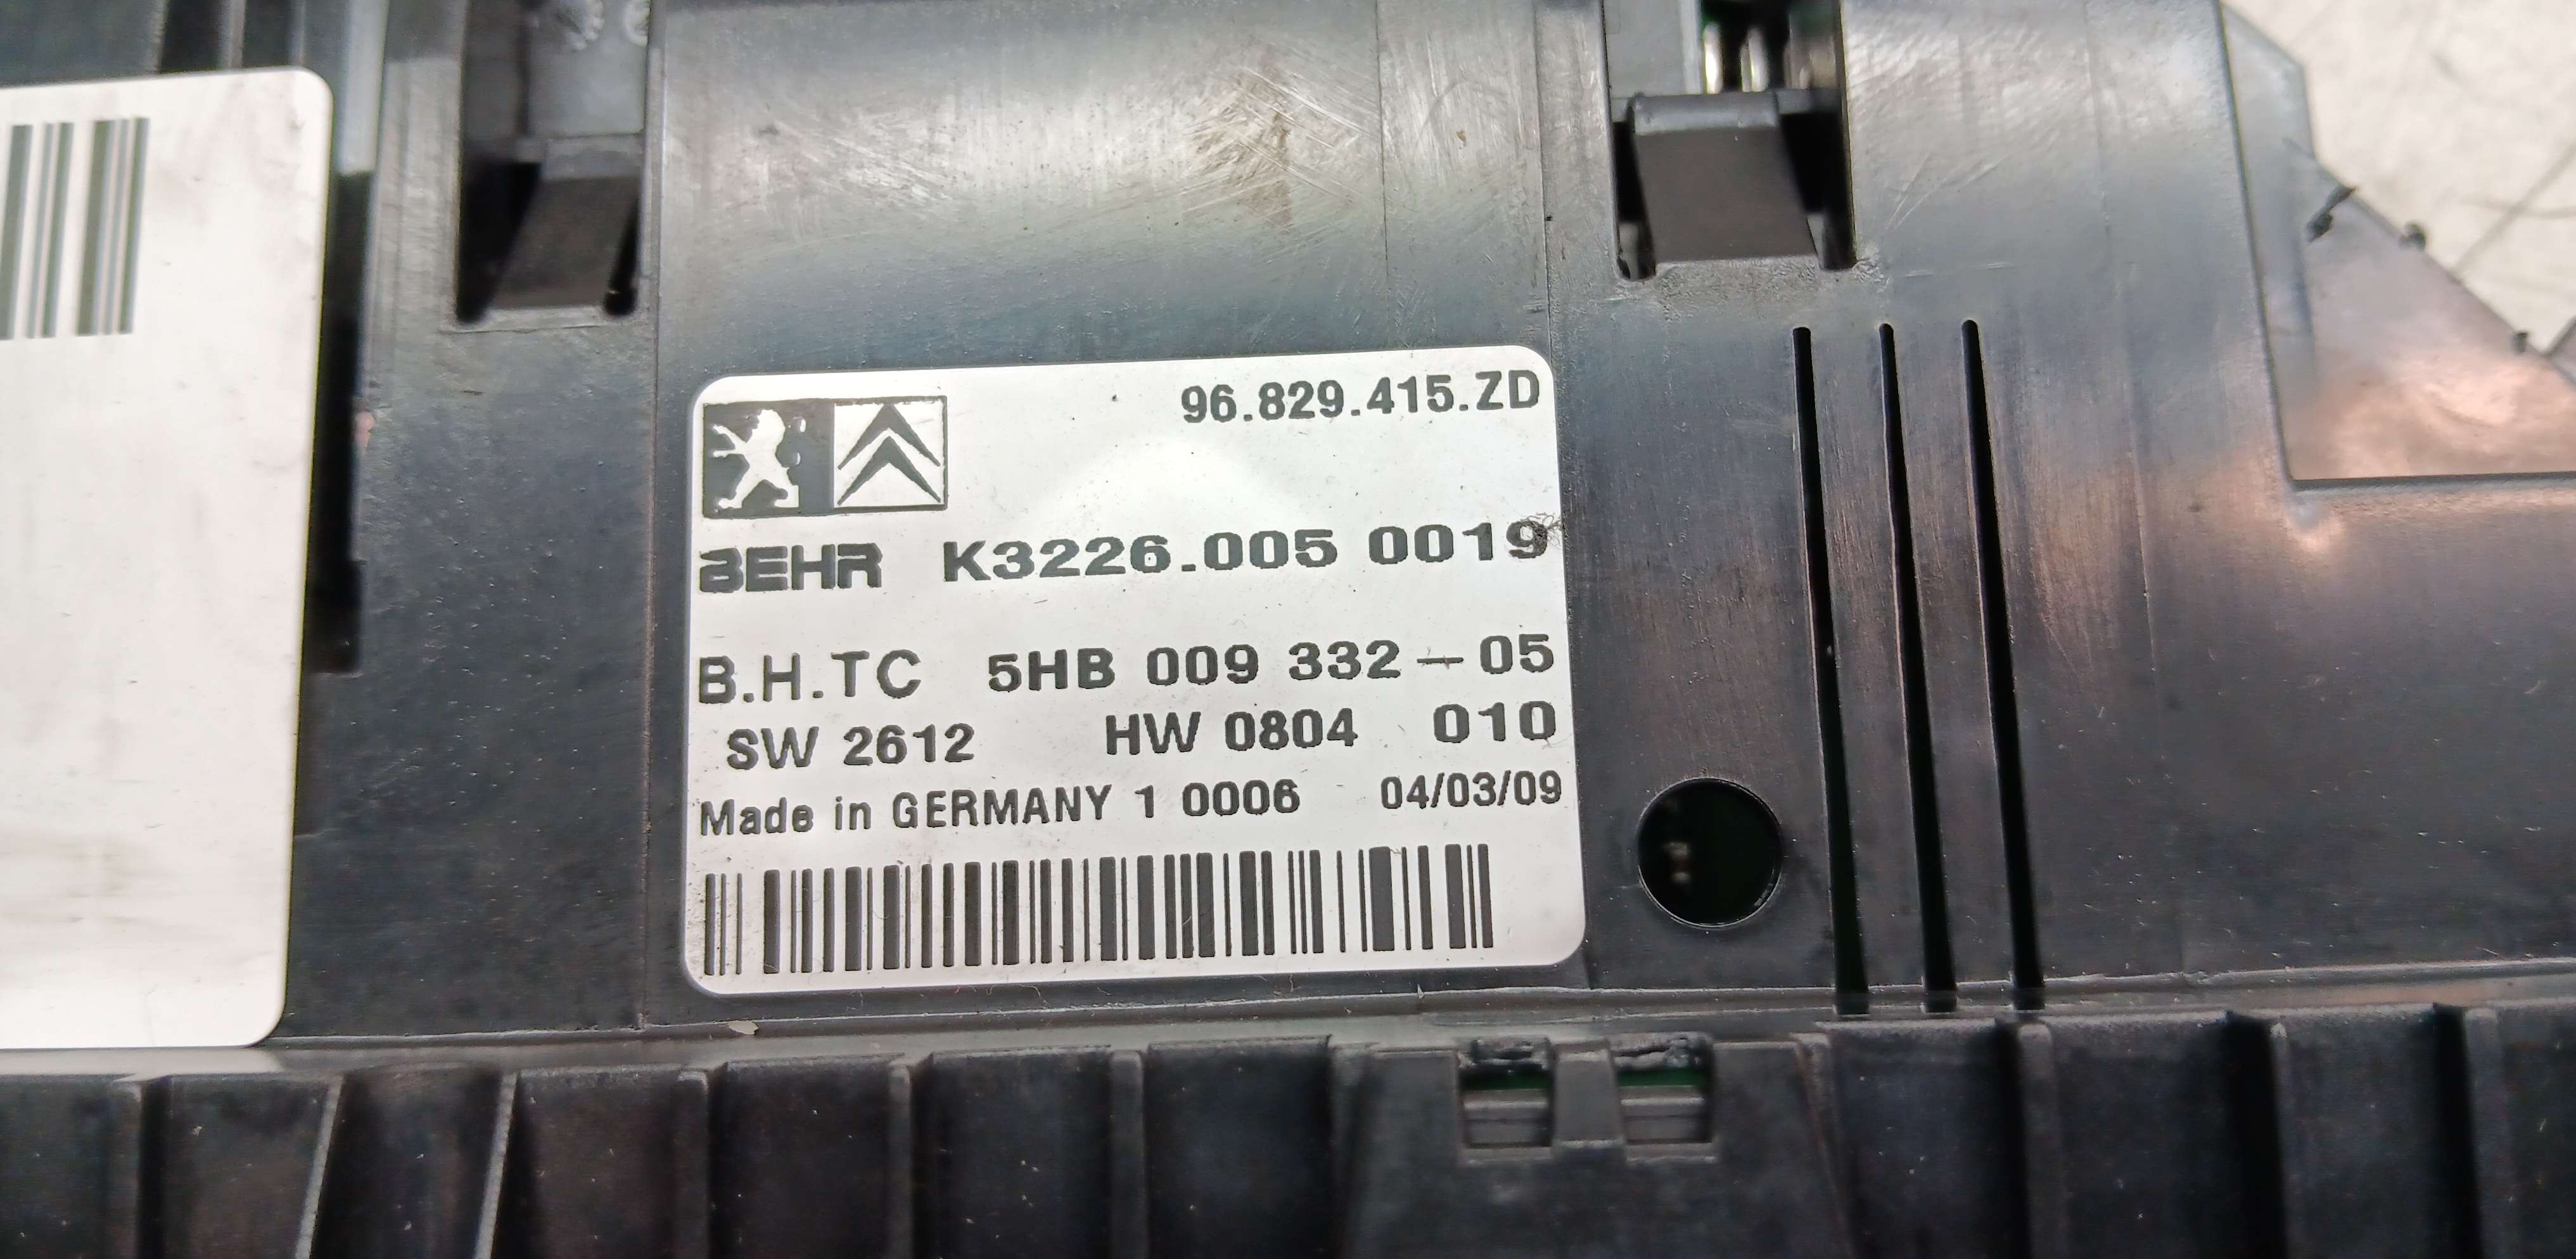 96.829.415.ZD
BEHR K3226.005 0019
B.H.TC 5HB 009 332-05
SW 2612 HW 0804 010
Made in GERMANY 1 0006 04/03/09